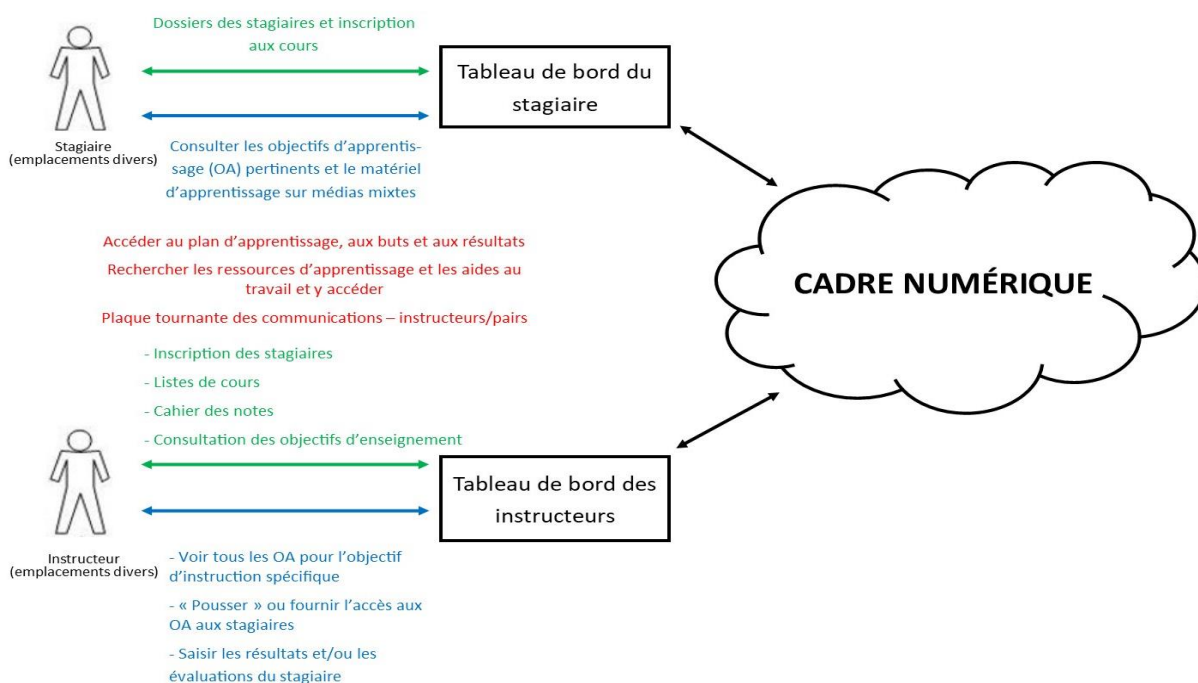 Dossiers des stagiaires et inscription
aux cours
Tableau de bord du
stagiaire
Stagiaire
(emplacements divers)
Consulter les objectifs d’apprentis-
sage (OA) pertinents et le matériel
d’apprentissage sur médias mixtes
Accéder au plan d’apprentissage, aux buts et aux résultats
Rechercher les ressources d’apprentissage et les aides au
travail et y accéder
Plaque tournante des communications – instructeurs/pairs
CADRE NUMÉRIQUE
- Inscription des stagiaires
- Listes de cours
- Cahier des notes
- Consultation des objectifs d’enseignement
Tableau de bord des
instructeurs
Instructeur
(emplacements divers)
- Voir tous les OA pour l’objectif
d’instruction spécifique
- « Pousser » ou fournir l’accès aux
OA aux stagiaires
- Saisir les résultats et/ou les
évaluations du stagiaire